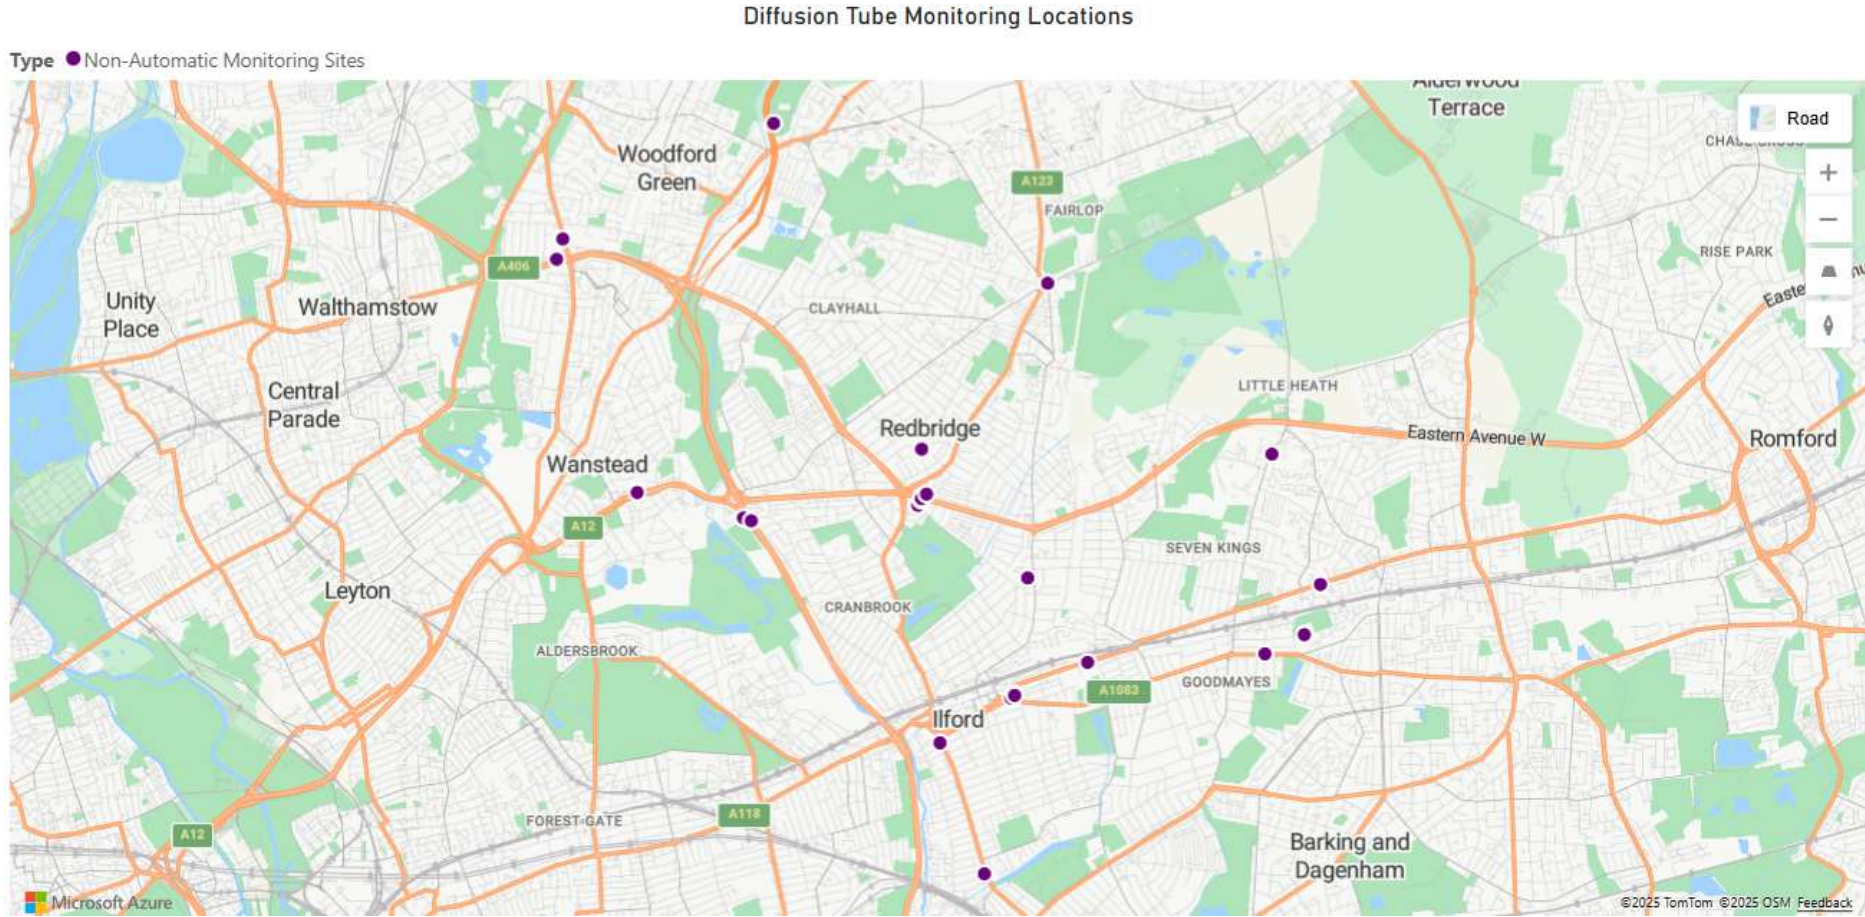 Diffusion Tube Monitoring Locations
Type Non-Automatic Monitoring Sites
Alderwood
Terrace
Road
Woodford
Green
A123
FAIRLOP
RISE PARK
A406
Unity
Place
Walthamstow
CLAYHALL
Central
Parade
LITTLE HEATH
Redbridge
Eastern Avenue W
Romford
Wanstead
A12
SEVEN KINGS
Leyton
CRANBROOK
ALDERSBROOK
GOODMAYES
A1083
Ilford
FOREST GATE
A118
A12
Barking and
Dagenham
Microsoft Azure
©2025 TomTom ©2025 OSM Feedback